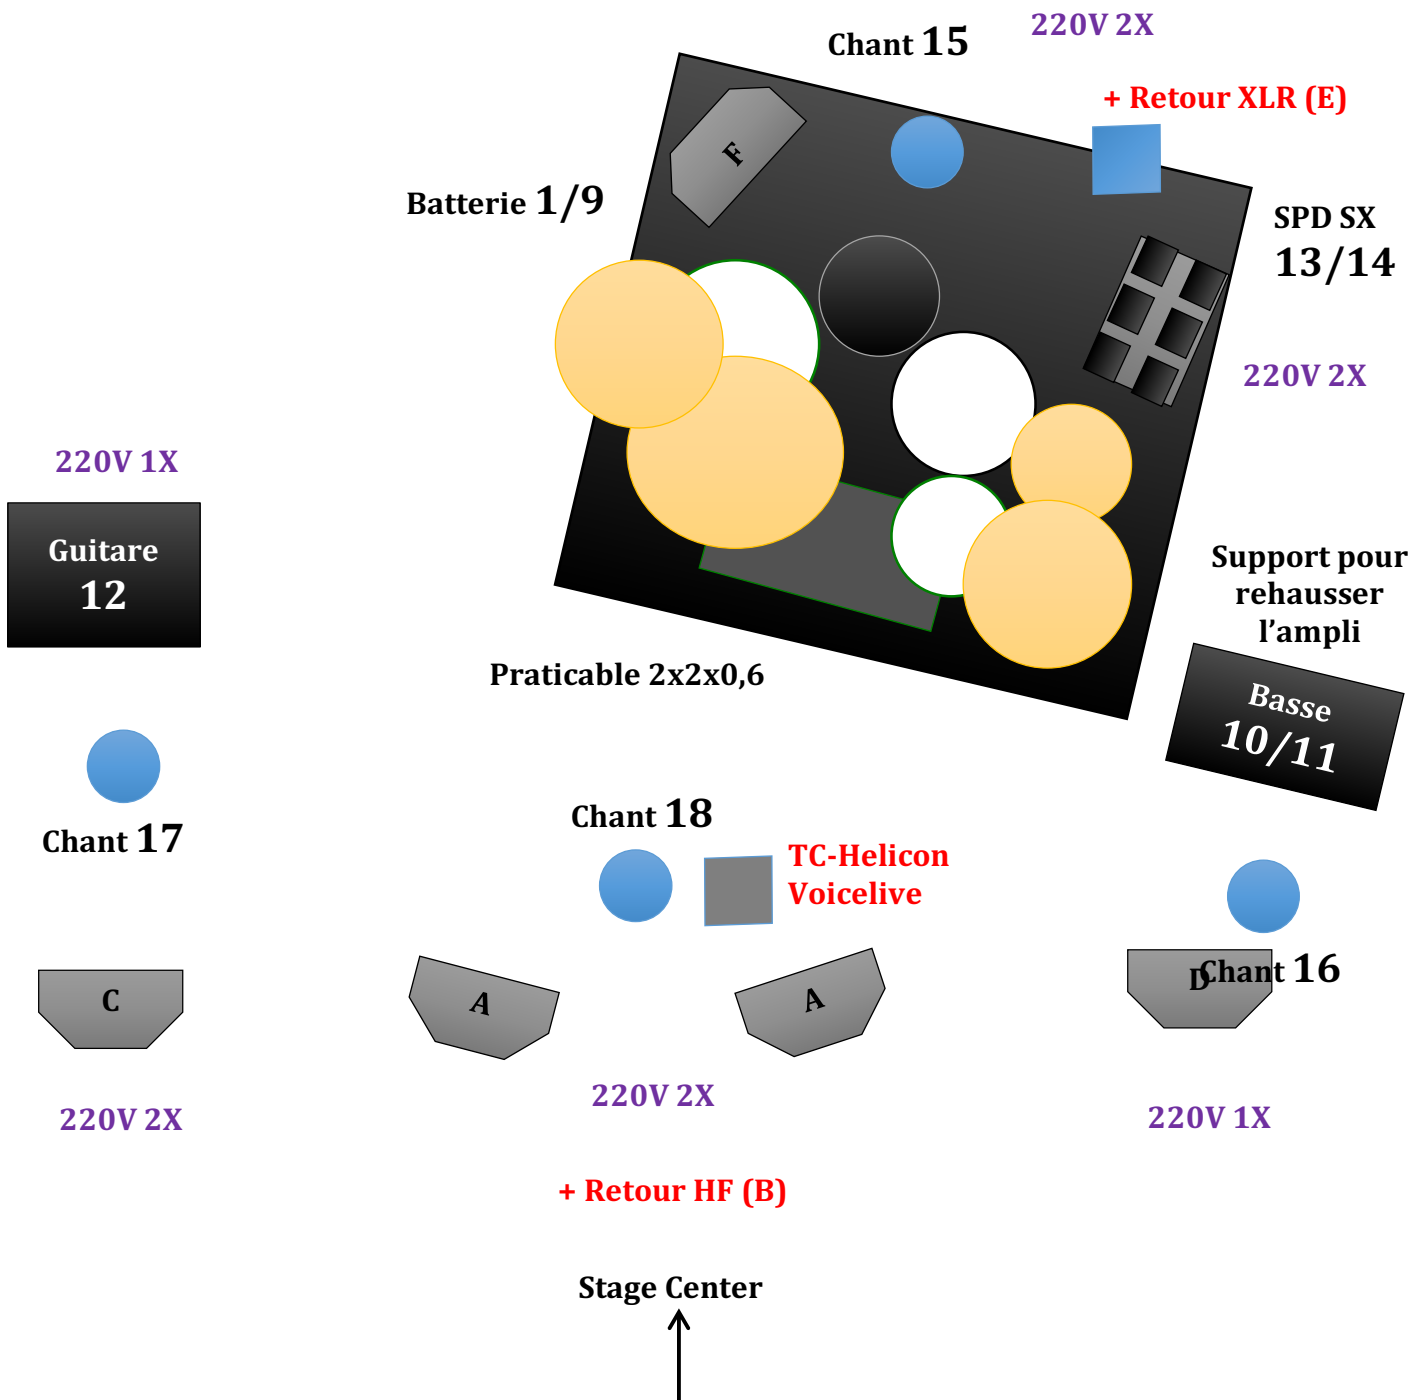 220V 2X
Chant 15
+ Retour XLR (E)
F
Batterie 1/9
SPD SX
13/14
220V 2X
220V 1X
Guitare
12
Support pour
rehausser
l’ampli
Praticable 2x2x0,6
Basse
10/11
Chant 17
Chant 18
TC-Helicon
Voicelive
C
A
A
D
Chant 16
220V 2X
220V 2X
220V 1X
+ Retour HF (B)
Stage Center